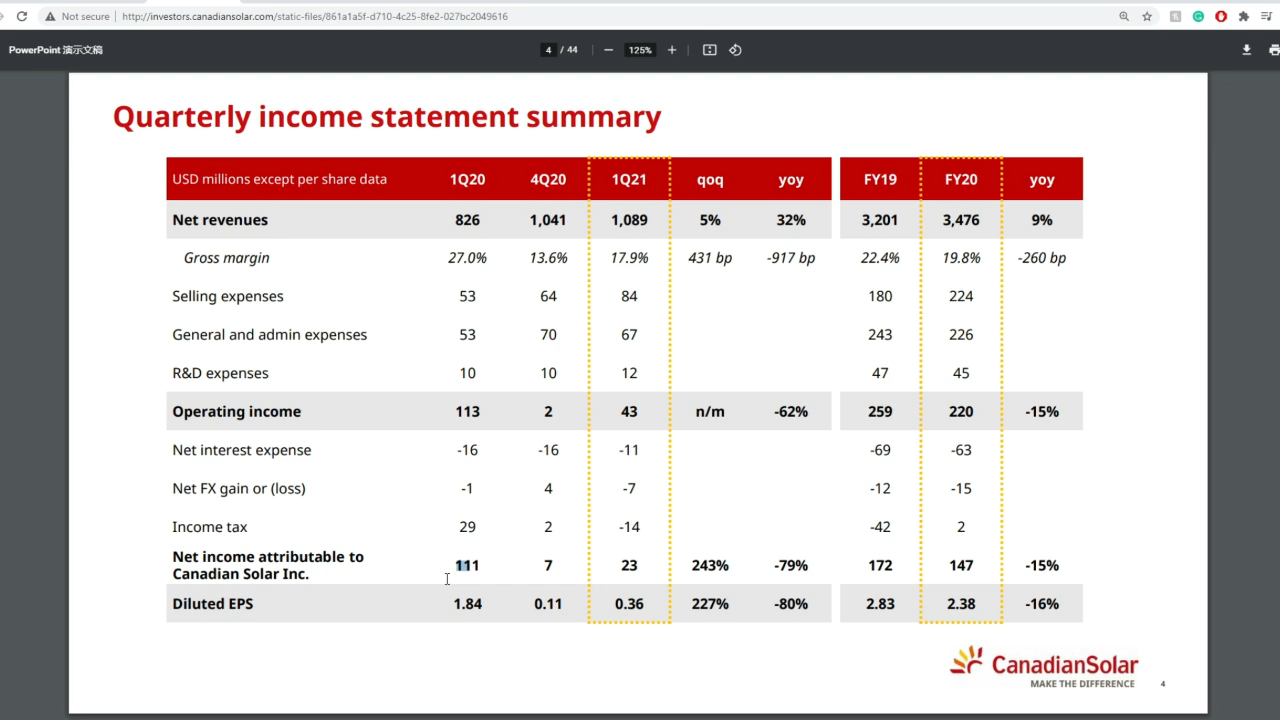 Not secure
http://investors.canadiansolar.com/static-files/861a1a5f-d710-4c25-8fe2-027bc2049616
PowerPoint 演示文稿
4 / 44
125%
Quarterly income statement summary
USD millions except per share data 1Q20 4Q20 1Q21 qoq yoy FY19 FY20 yoy
Net revenues 826 1,041 1,089 5% 32% 3,201 3,476 9%
Gross margin 27.0% 13.6% 17.9% 431 bp -917 bp 22.4% 19.8% -260 bp
Selling expenses 53 64 84 180 224
General and admin expenses 53 70 67 243 226
R&D expenses 10 10 12 47 45
Operating income 113 2 43 n/m -62% 259 220 -15%
Net interest expense -16 -16 -11 -69 -63
Net FX gain or (loss) -1 4 -7 -12 -15
Income tax 29 2 -14 -42 2
Net income attributable to
Canadian Solar Inc. 111 7 23 243% -79% 172 147 -15%
Diluted EPS 1.84 0.11 0.36 227% -80% 2.83 2.38 -16%
CanadianSolar
MAKE THE DIFFERENCE
4